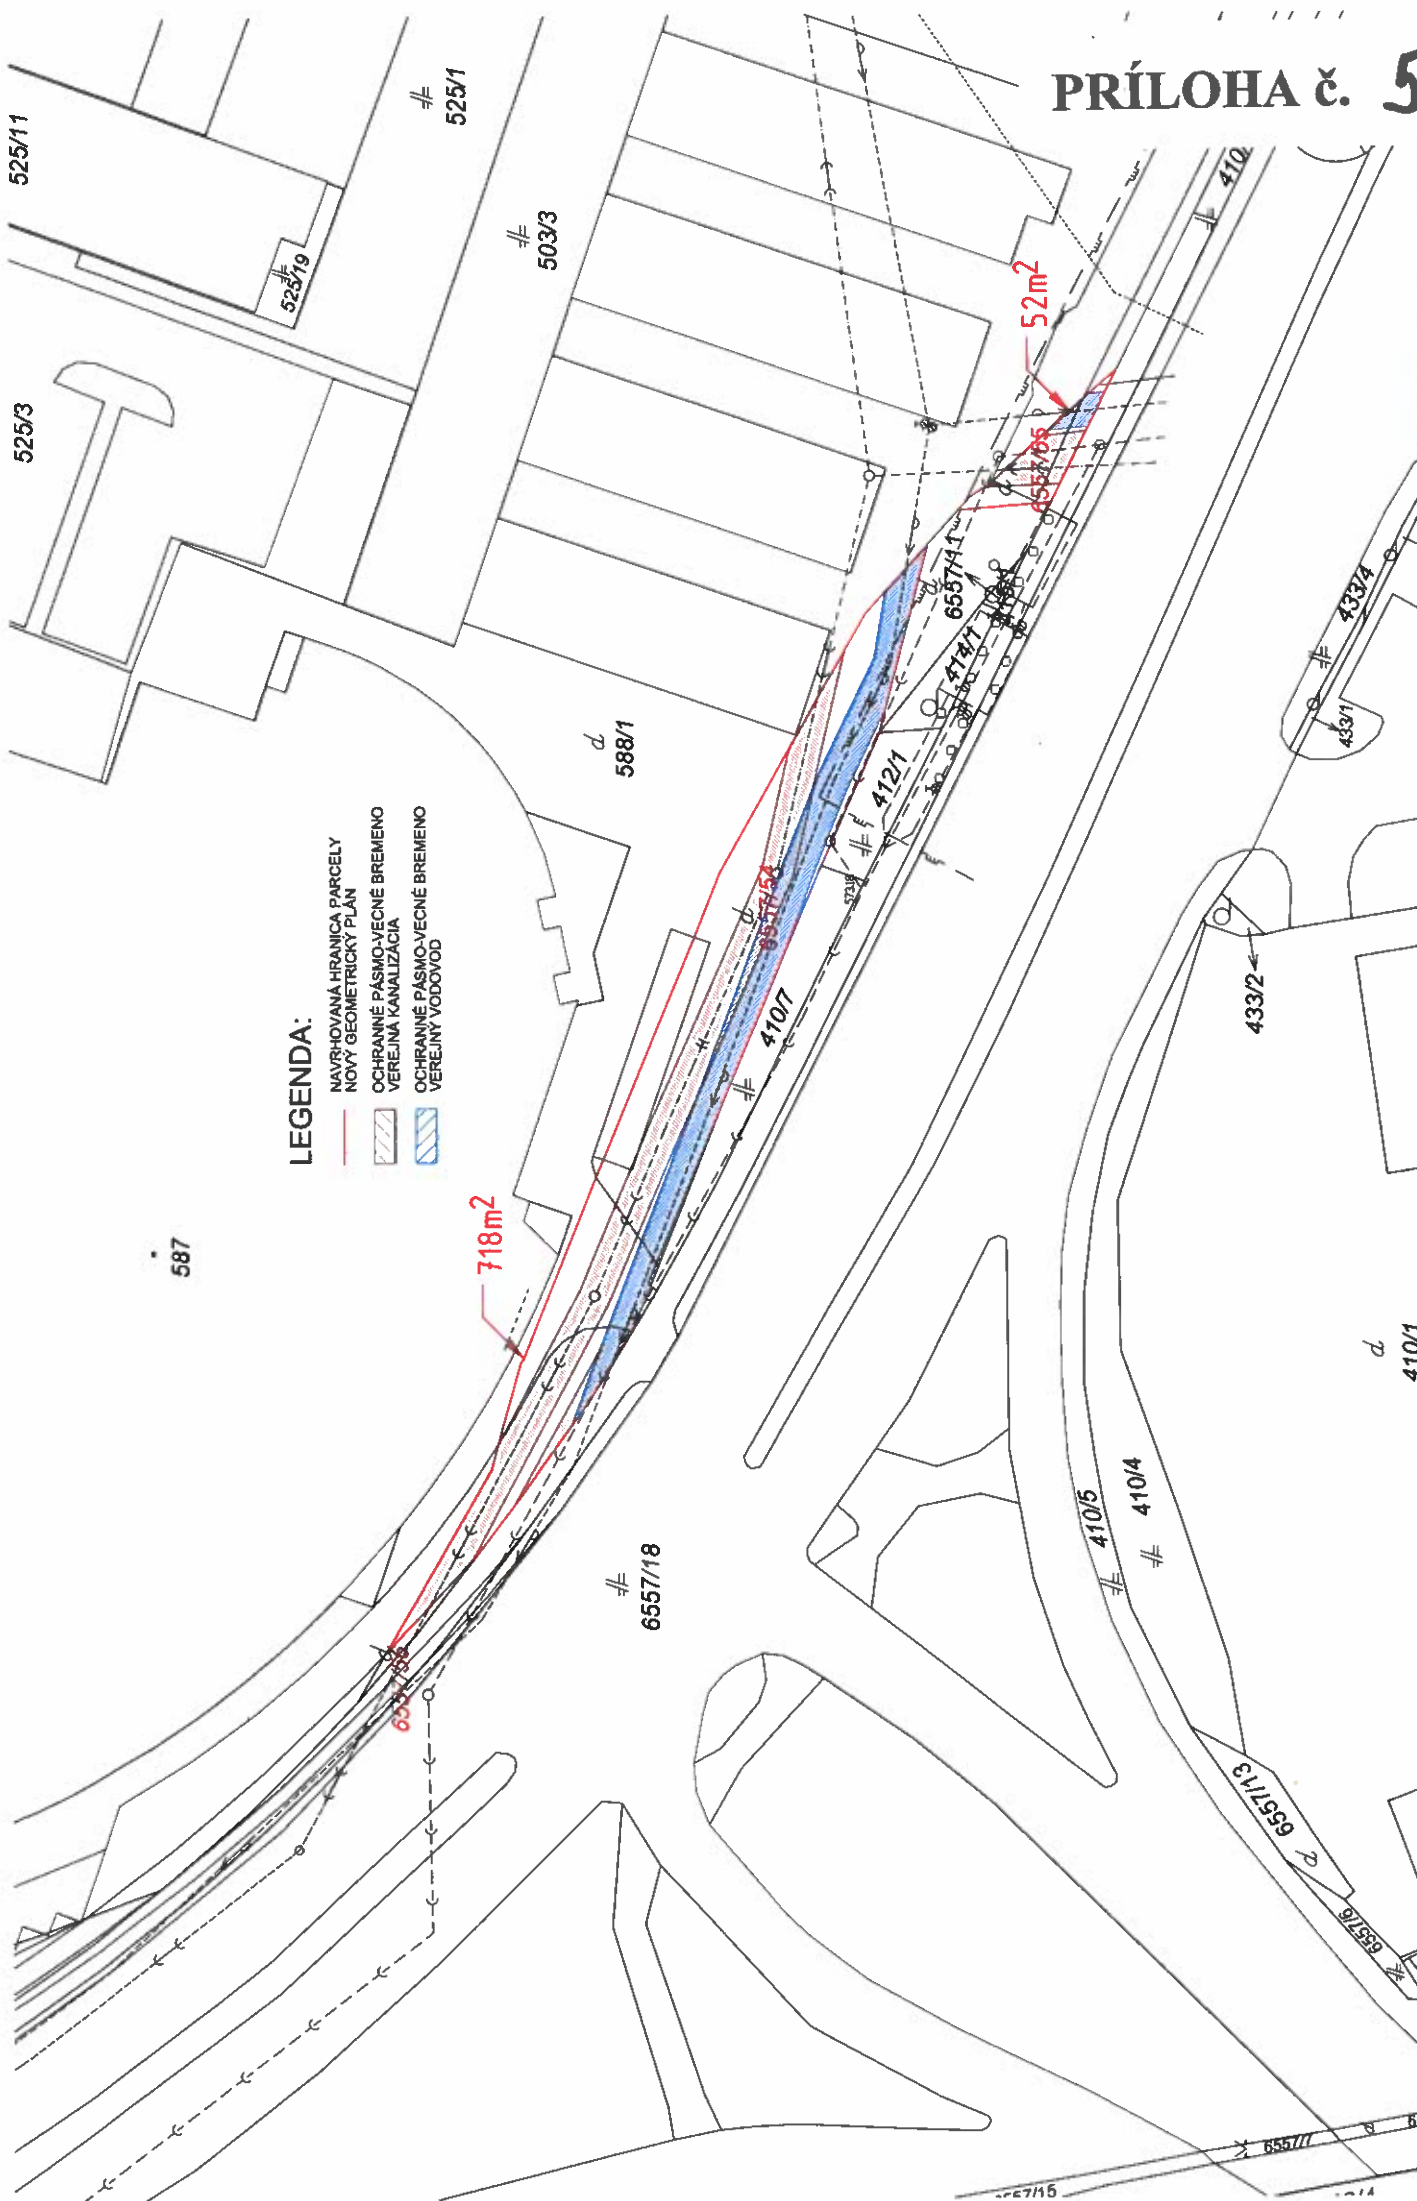 PRÍLOHA č. 5
525/11
525/1
525/19
503/3
525/3
52m²
6557/65
6557/11
414/1
588/1
412/1
57318
6557/54
410/7
433/4
433/1
433/2
LEGENDA:
NAVRHOVANÁ HRANICA PARCELY
NOVÝ GEOMETRICKÝ PLÁN
OCHRANNÉ PÁSMO-VECNÉ BREMENO
VEREJNÁ KANALIZÁCIA
OCHRANNÉ PÁSMO-VECNÉ BREMENO
VEREJNÝ VODOVOD
718m²
587
6557/18
410/5
410/4
410/1
6557/13
6557/6
6557/7